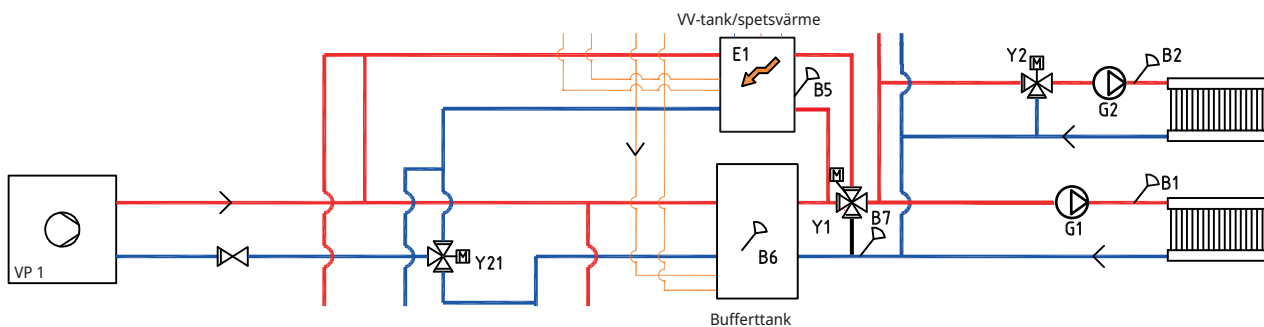 VV-tank/spetsvärme
E1
B5
Y2
M
B2
G2
VP 1
M
Y21
B6
M
Y1
B7
G1
B1
Bufferttank